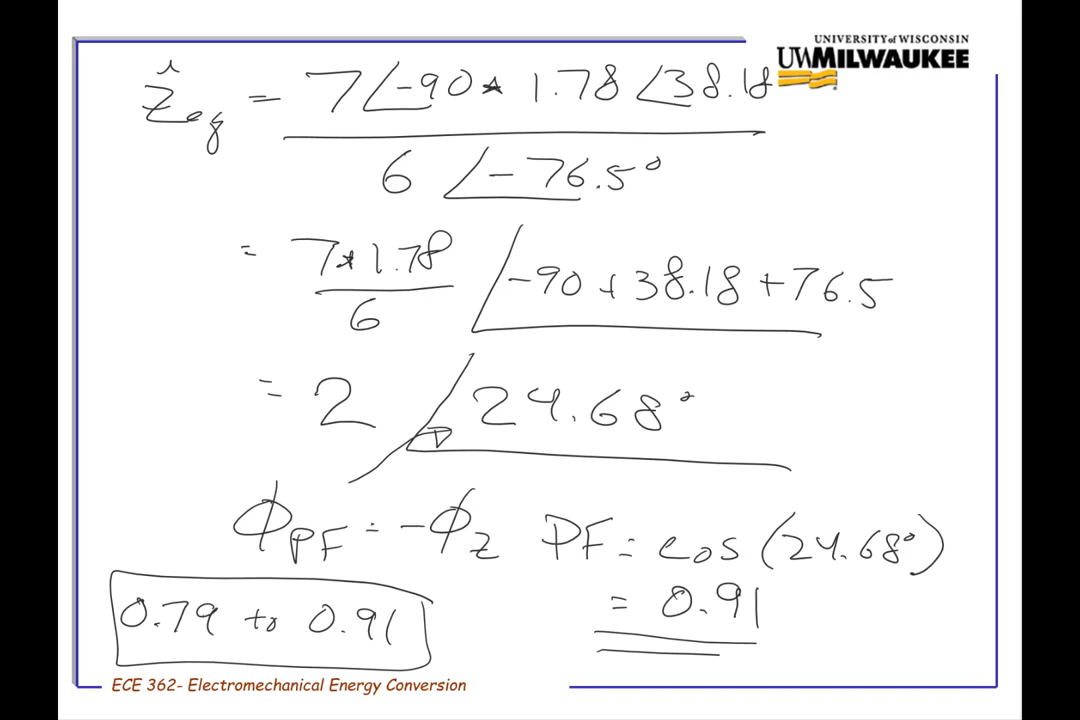 UNIVERSITY of WISCONSIN
UWMILWAUKEE
Ẑeq = 7∠-90 * 1.78∠38.18
6 ∠-76.5°
= 7*1.78 / 6 ∠-90 + 38.18 + 76.5
= 2 ∠24.68°
ϕPF = -ϕZ PF = cos (24.68°)
= 0.91
0.79 to 0.91
ECE 362- Electromechanical Energy Conversion